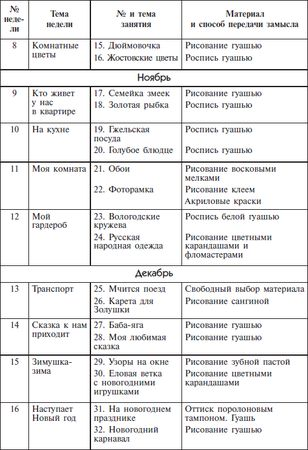 № неде-ли
Тема недели
№ и тема занятия
Материал и способ передачи замысла
8
Комнатные цветы
15. Дюймовочка
Рисование гуашью
16. Жостовские цветы
Роспись гуашью
Ноябрь
9
Кто живет у нас в квартире
17. Семейка змеек
Рисование гуашью
18. Золотая рыбка
Роспись гуашью
10
На кухне
19. Гжельская посуда
Роспись гуашью
20. Голубое блюдце
Роспись гуашью
11
Моя комната
21. Обои
Рисование восковыми мелками
22. Фоторамка
Рисование клеем
Акриловые краски
12
Мой гардероб
23. Вологодские кружева
Роспись белой гуашью
24. Русская народная одежда
Рисование цветными карандашами и фломастерами
Декабрь
13
Транспорт
25. Мчится поезд
Свободный выбор материала
26. Карета для Золушки
Рисование сангиной
14
Сказка к нам приходит
27. Баба-яга
Рисование гуашью
28. Моя любимая сказка
Рисование гуашью
15
Зимушка-зима
29. Узоры на окне
Рисование зубной пастой
30. Еловая ветка с новогодними игрушками
Рисование цветными карандашами
16
Наступает Новый год
31. На новогоднем празднике
Оттиск поролоновым тампоном. Гуашь
32. Новогодний карнавал
Рисование гуашью